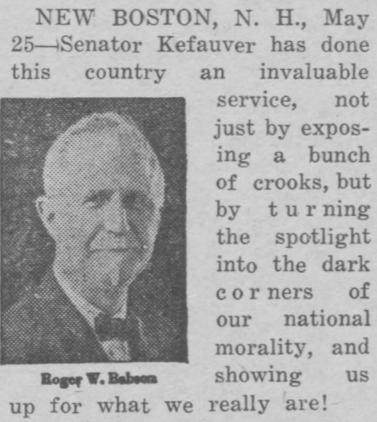 NEW BOSTON, N. H., May
25—Senator Kefauver has done
this country an invaluable
service, not
just by expos-
ing a bunch
of crooks, but
by turning
the spotlight
into the dark
corners of
our national
morality, and
showing us
up for what we really are!
Roger W. Babson